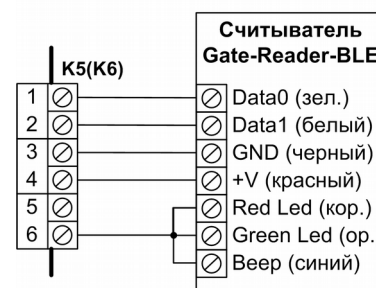 Считыватель
Gate-Reader-BLE
K5(K6)
1
Data0 (зел.)
2
Data1 (белый)
3
GND (черный)
4
+V (красный)
5
Red Led (кор.)
6
Green Led (ор.
Beep (синий)